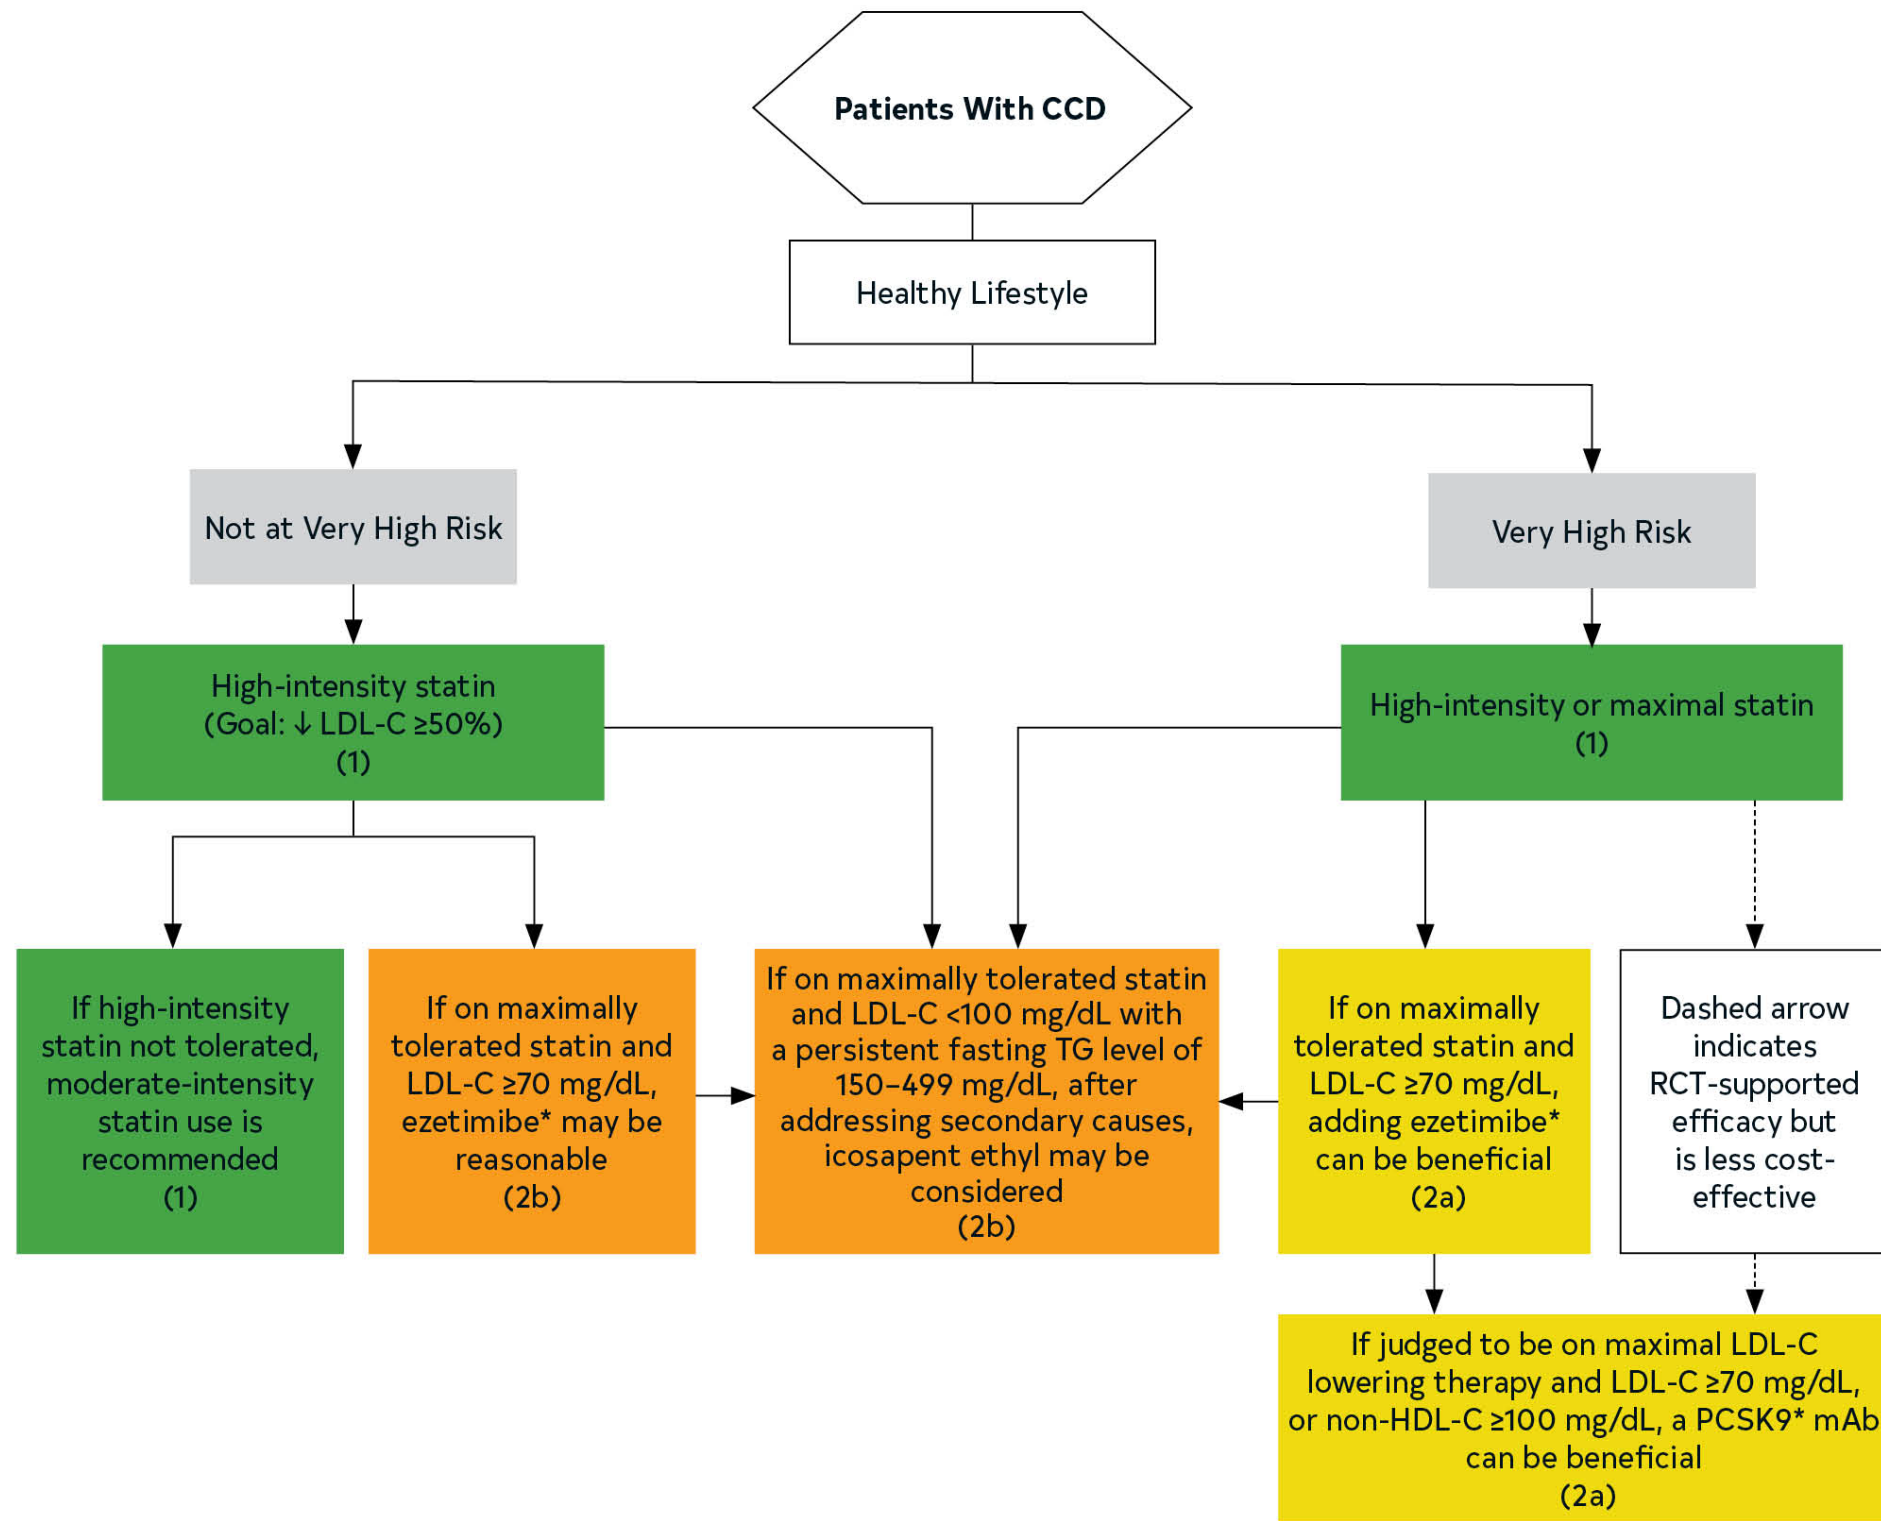 Patients With CCD
Healthy Lifestyle
Not at Very High Risk
Very High Risk
High-intensity statin
(Goal: ↓ LDL-C ≥50%)
(1)
High-intensity or maximal statin
(1)
If high-intensity
statin not tolerated,
moderate-intensity
statin use is
recommended
(1)
If on maximally
tolerated statin and
LDL-C ≥70 mg/dL,
ezetimibe* may be
reasonable
(2b)
If on maximally tolerated statin
and LDL-C <100 mg/dL with
a persistent fasting TG level of
150–499 mg/dL, after
addressing secondary causes,
icosapent ethyl may be
considered
(2b)
If on maximally
tolerated statin and
LDL-C ≥70 mg/dL,
adding ezetimibe*
can be beneficial
(2a)
Dashed arrow
indicates
RCT-supported
efficacy but
is less cost-
effective
If judged to be on maximal LDL-C
lowering therapy and LDL-C ≥70 mg/dL,
or non-HDL-C ≥100 mg/dL, a PCSK9* mAb
can be beneficial
(2a)